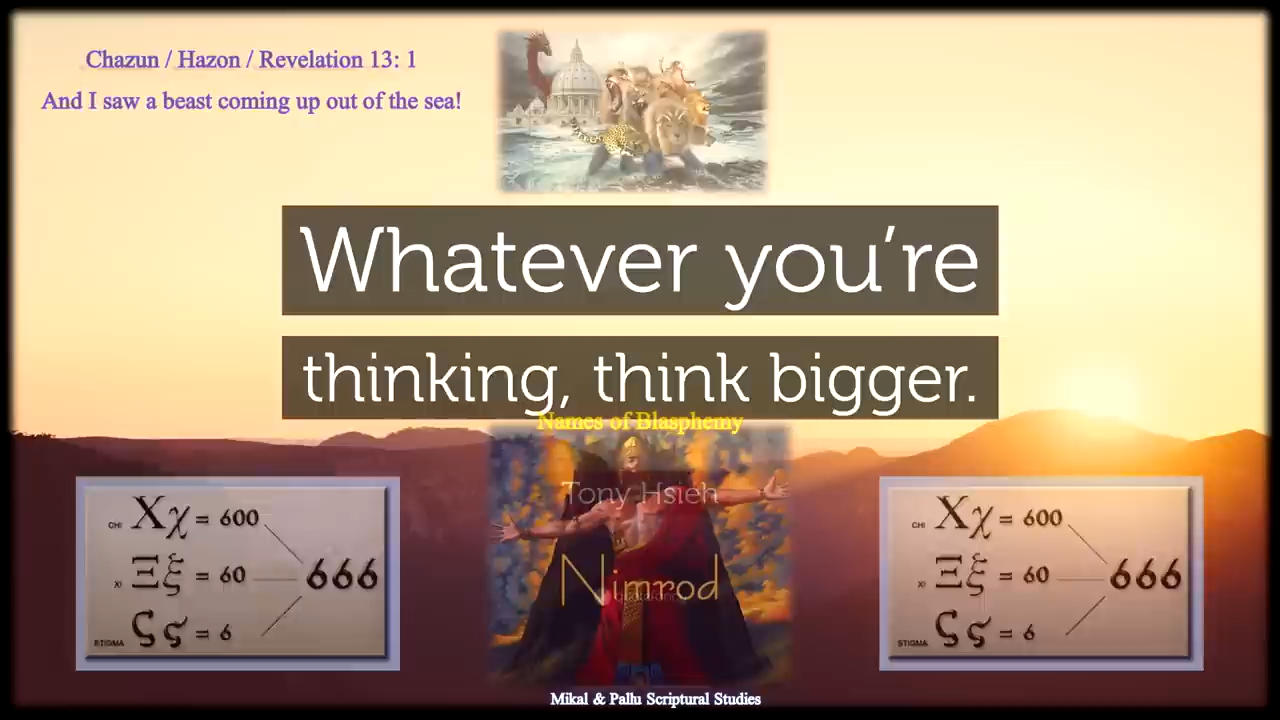 Chazun / Hazon / Revelation 13: 1
And I saw a beast coming up out of the sea!
Whatever you're
thinking, think bigger.
Names of Blasphemy
Tony Hsieh
Nimrod
CHI Χχ = 600
XI Ξξ = 60
STIGMA Ϛϛ = 6
666
CHI Χχ = 600
XI Ξξ = 60
STIGMA Ϛϛ = 6
666
Mikal & Pallu Scriptural Studies